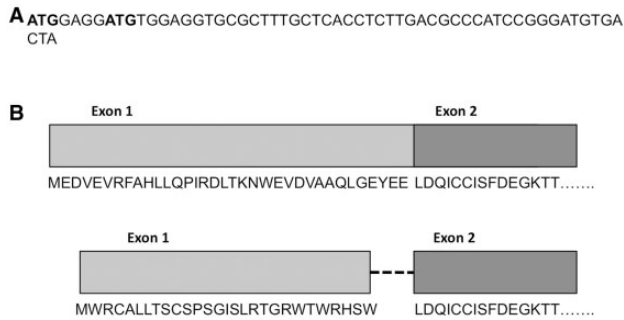 A ATGGAGGATGTGGAGGTGCGCTTTGCTCACCTCTTGACGCCCATCCGGGATGTGA
CTA
B
Exon 1 Exon 2
MEDVEVRFAHLLQPIRDLTKNWEVDVAAQLGEYEE LDQICCISFDEGKTT.......
Exon 1 Exon 2
MWRCALLTSCSPSGISLRTGRWTWRHSW LDQICCISFDEGKTT.......